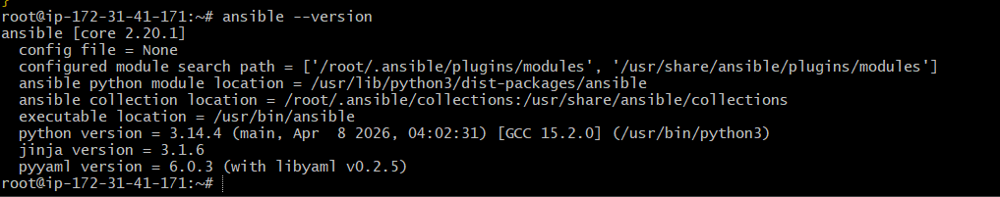 }
root@ip-172-31-41-171:~# ansible --version
ansible [core 2.20.1]
  config file = None
  configured module search path = ['/root/.ansible/plugins/modules', '/usr/share/ansible/plugins/modules']
  ansible python module location = /usr/lib/python3/dist-packages/ansible
  ansible collection location = /root/.ansible/collections:/usr/share/ansible/collections
  executable location = /usr/bin/ansible
  python version = 3.14.4 (main, Apr  8 2026, 04:02:31) [GCC 15.2.0] (/usr/bin/python3)
  jinja version = 3.1.6
  pyyaml version = 6.0.3 (with libyaml v0.2.5)
root@ip-172-31-41-171:~#